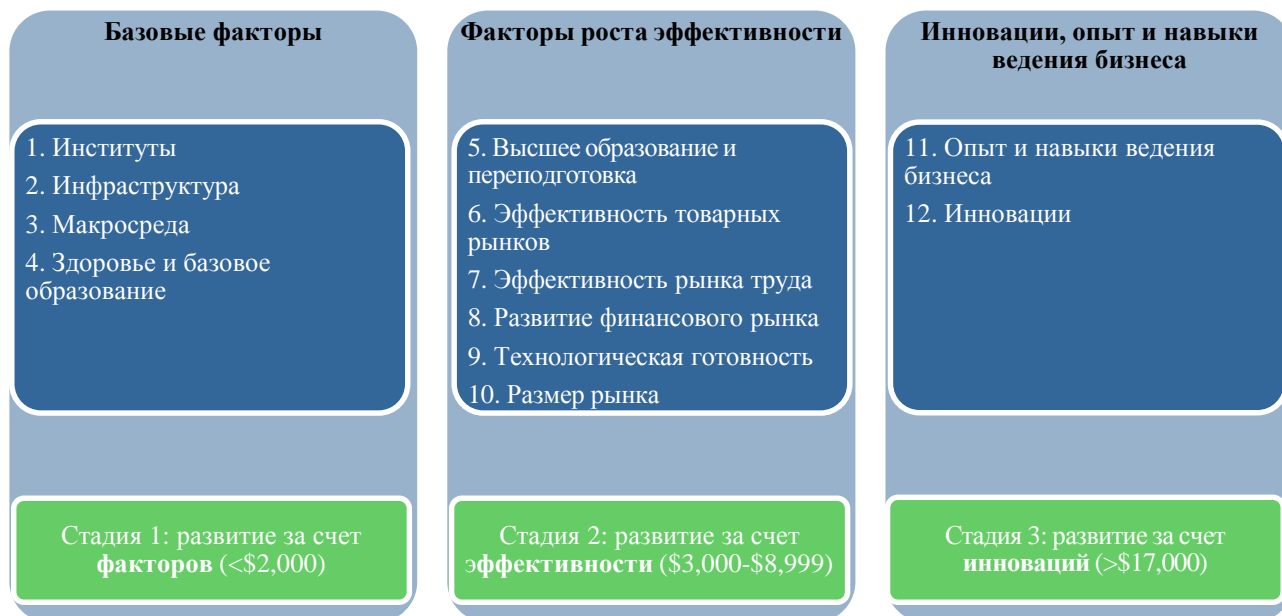 Базовые факторы
1. Институты
2. Инфраструктура
3. Макросреда
4. Здоровье и базовое
образование
Стадия 1: развитие за счет
факторов (<$2,000)
Факторы роста эффективности
5. Высшее образование и
переподготовка
6. Эффективность товарных
рынков
7. Эффективность рынка труда
8. Развитие финансового рынка
9. Технологическая готовность
10. Размер рынка
Стадия 2: развитие за счет
эффективности ($3,000-$8,999)
Инновации, опыт и навыки
ведения бизнеса
11. Опыт и навыки ведения
бизнеса
12. Инновации
Стадия 3: развитие за счет
инноваций (>$17,000)